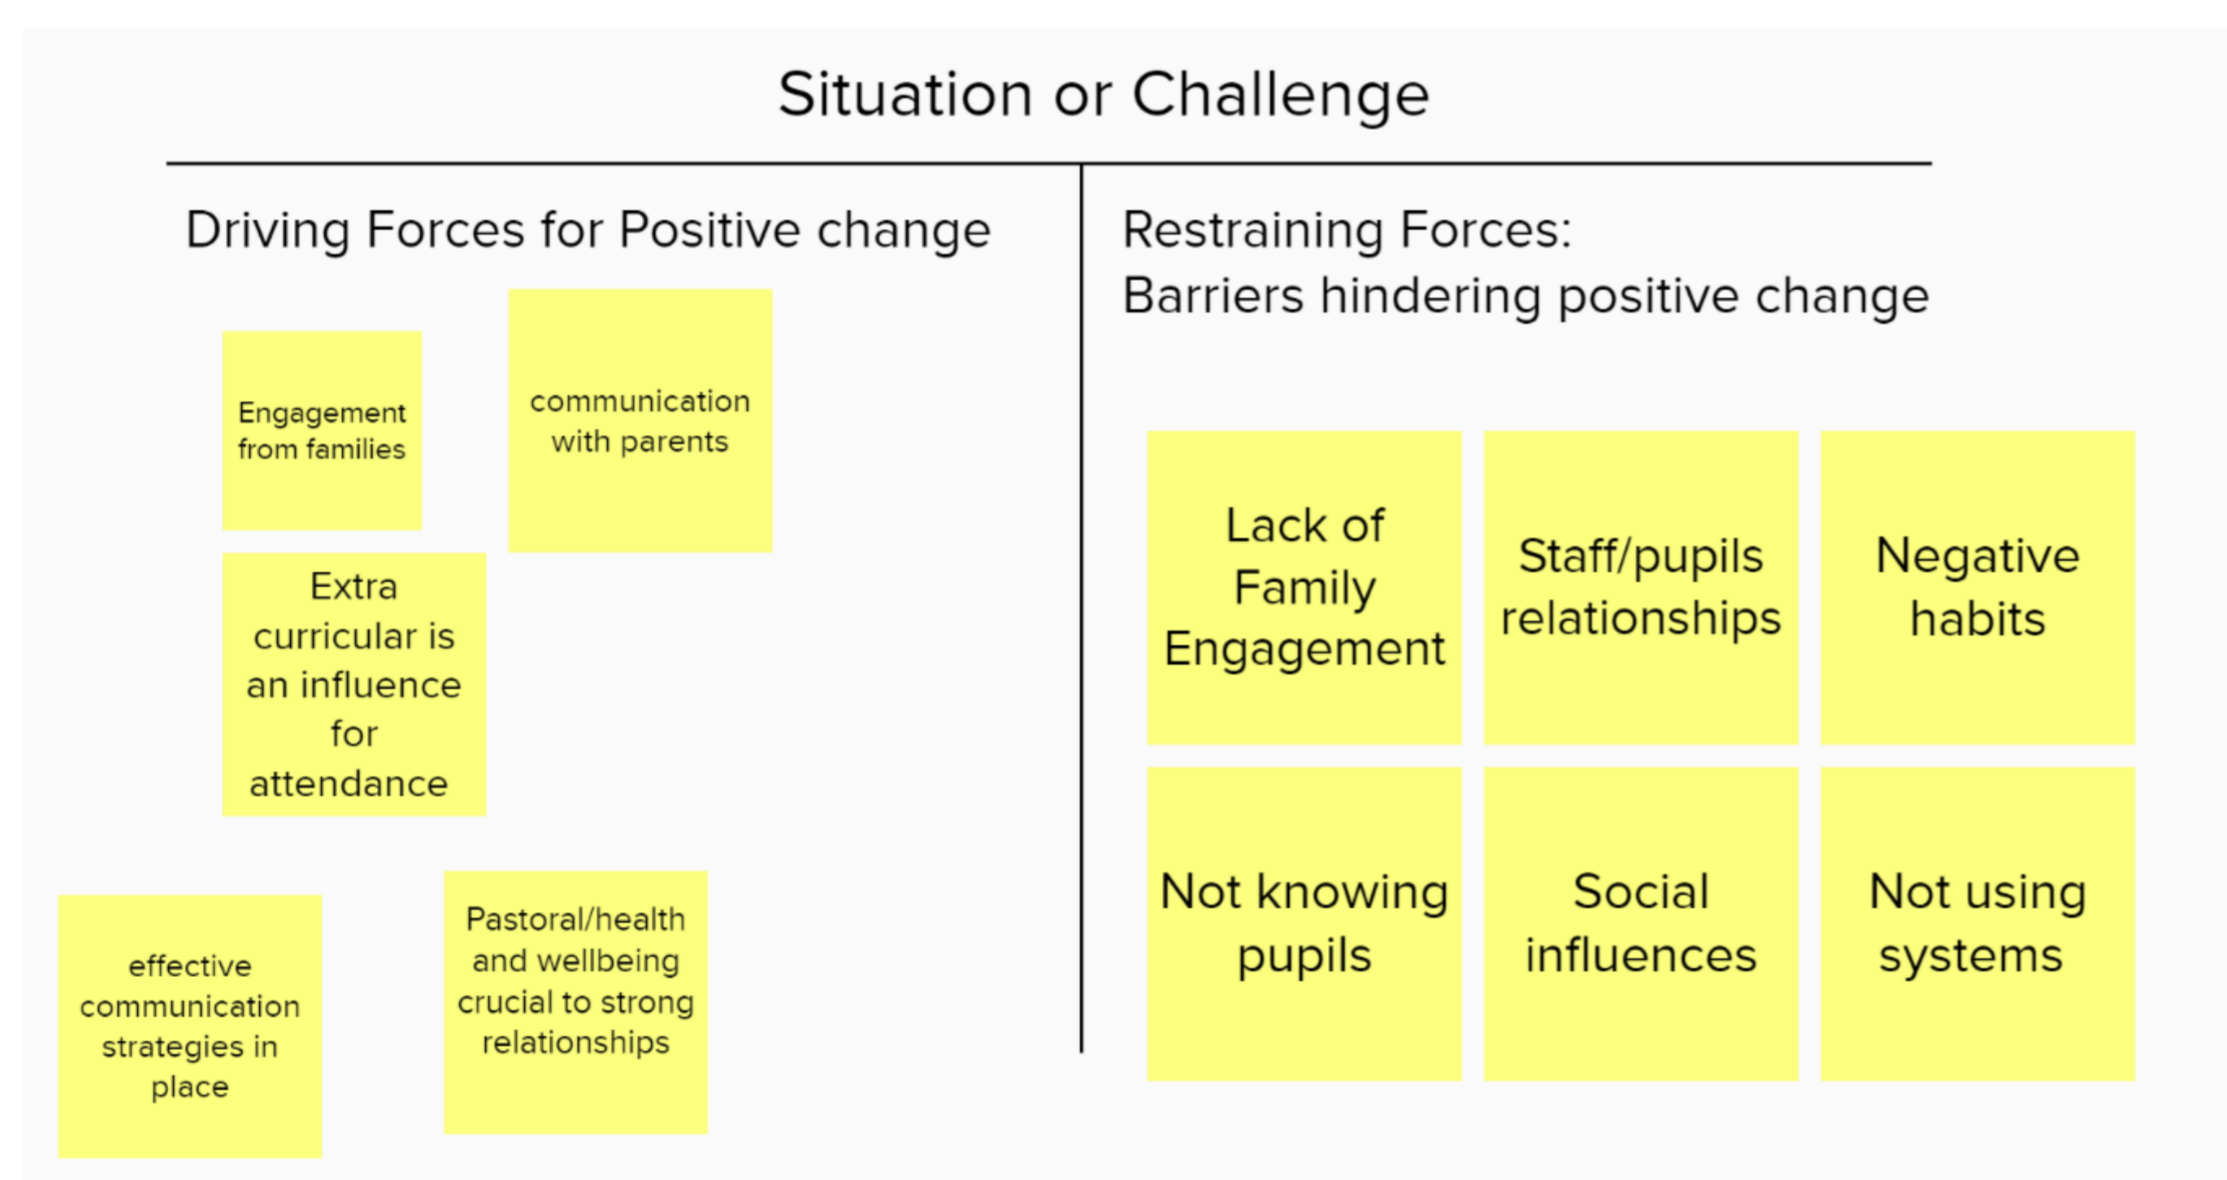 Situation or Challenge
Driving Forces for Positive change
Engagement
from families
communication
with parents
Extra
curricular is
an influence
for
attendance
effective
communication
strategies in
place
Pastoral/health
and wellbeing
crucial to strong
relationships
Restraining Forces:
Barriers hindering positive change
Lack of
Family
Engagement
Staff/pupils
relationships
Negative
habits
Not knowing
pupils
Social
influences
Not using
systems